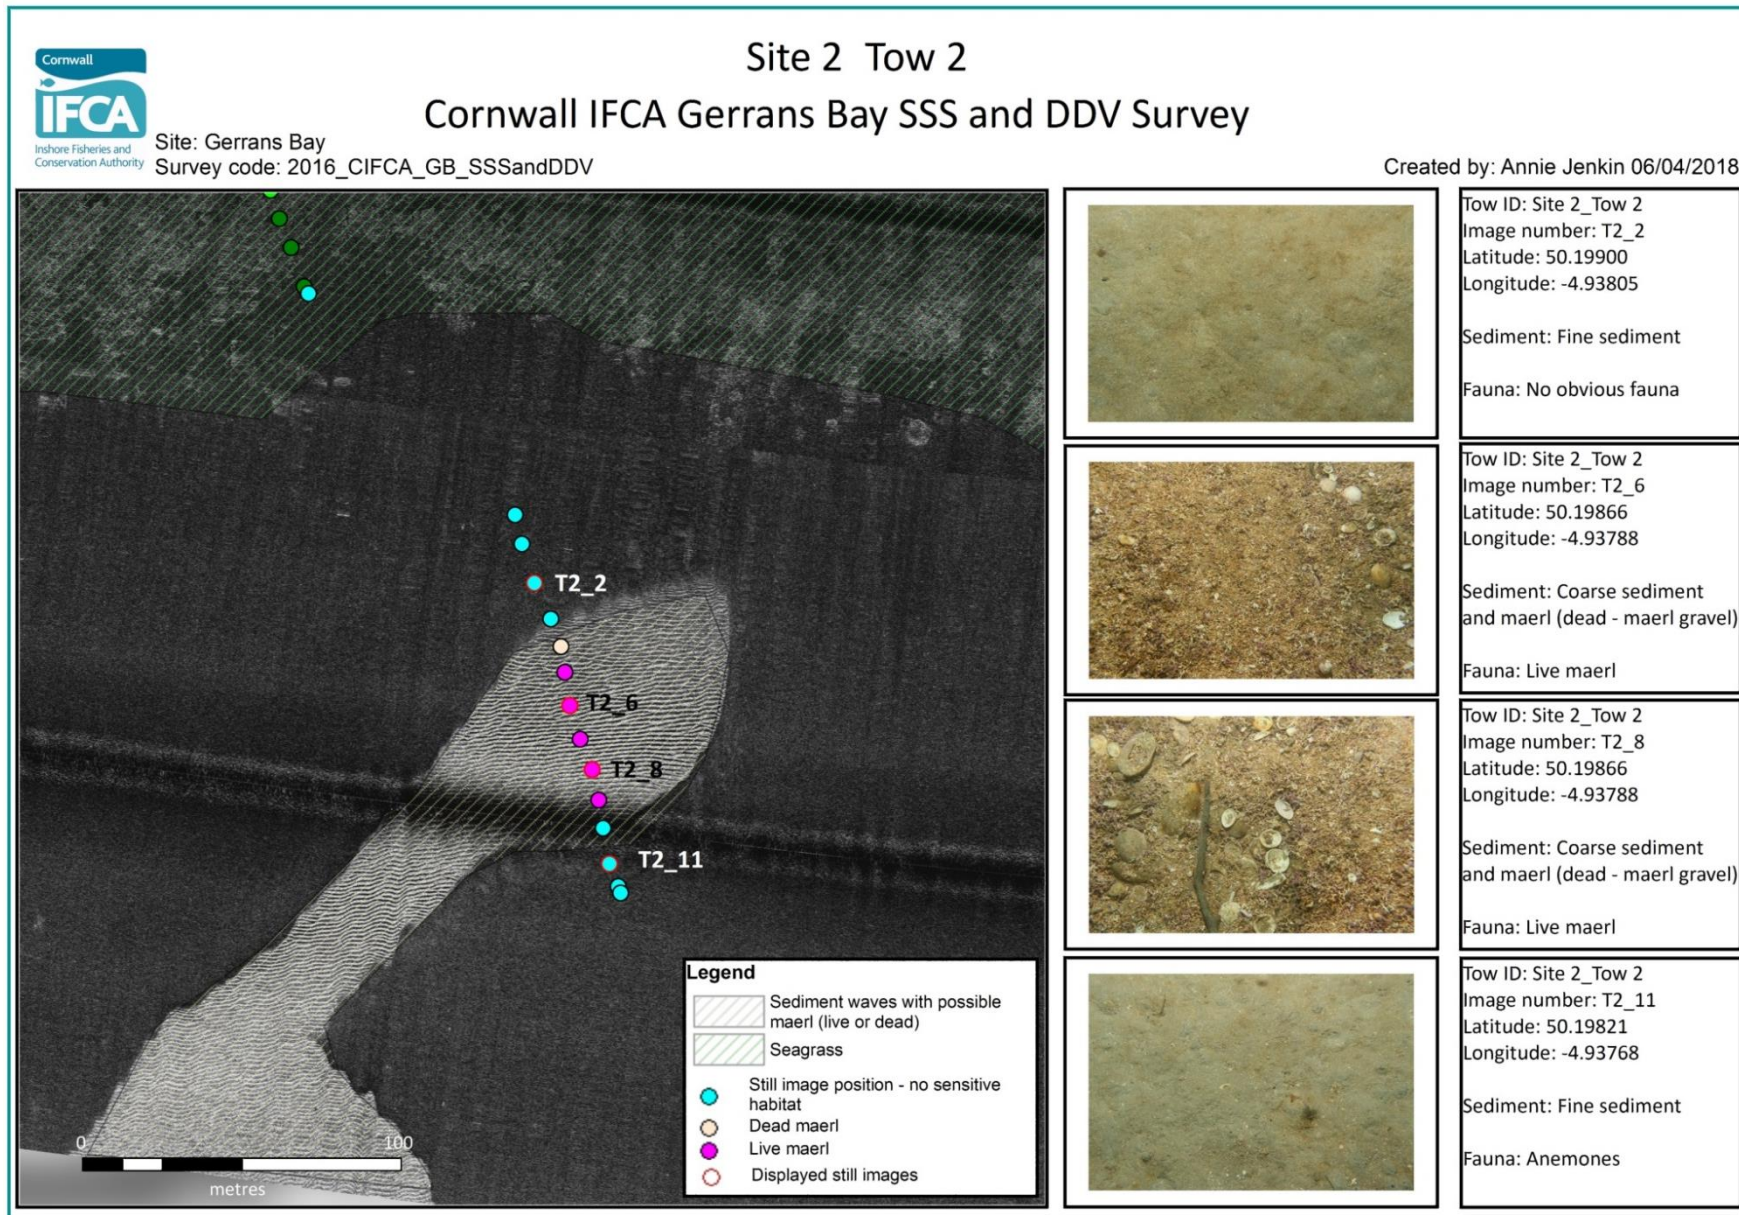 Cornwall
IFCA
Inshore Fisheries and
Conservation Authority
Site 2 Tow 2
Cornwall IFCA Gerrans Bay SSS and DDV Survey
Site: Gerrans Bay
Survey code: 2016_CIFCA_GB_SSSandDDV
Created by: Annie Jenkin 06/04/2018
T2_2
T2_6
T2_8
T2_11
Legend
Sediment waves with possible
maerl (live or dead)
Seagrass
Still image position - no sensitive
habitat
Dead maerl
Live maerl
Displayed still images
0 100
metres
Tow ID: Site 2_Tow 2
Image number: T2_2
Latitude: 50.19900
Longitude: -4.93805
Sediment: Fine sediment
Fauna: No obvious fauna
Tow ID: Site 2_Tow 2
Image number: T2_6
Latitude: 50.19866
Longitude: -4.93788
Sediment: Coarse sediment
and maerl (dead - maerl gravel)
Fauna: Live maerl
Tow ID: Site 2_Tow 2
Image number: T2_8
Latitude: 50.19866
Longitude: -4.93788
Sediment: Coarse sediment
and maerl (dead - maerl gravel)
Fauna: Live maerl
Tow ID: Site 2_Tow 2
Image number: T2_11
Latitude: 50.19821
Longitude: -4.93768
Sediment: Fine sediment
Fauna: Anemones